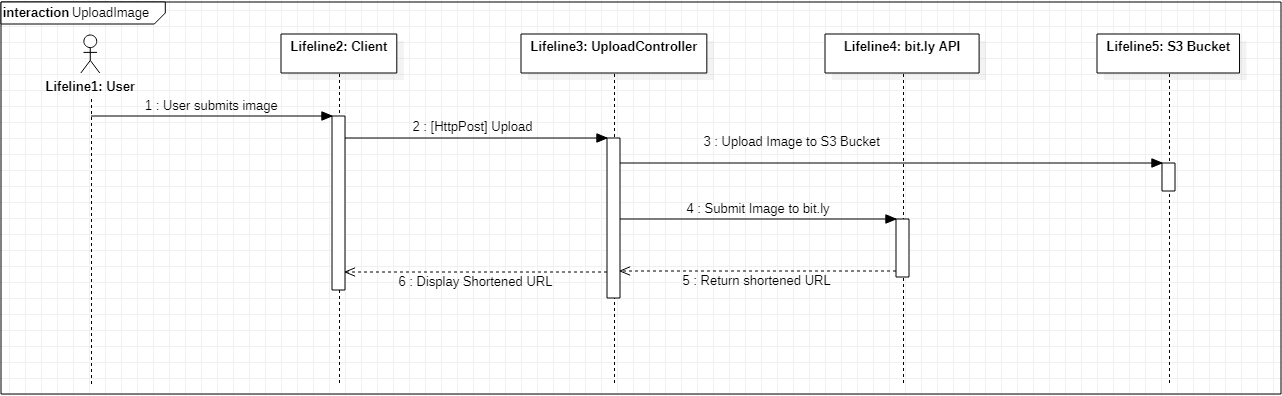 interaction UploadImage
Lifeline1: User
Lifeline2: Client
Lifeline3: UploadController
Lifeline4: bit.ly API
Lifeline5: S3 Bucket
1 : User submits image
2 : [HttpPost] Upload
3 : Upload Image to S3 Bucket
4 : Submit Image to bit.ly
5 : Return shortened URL
6 : Display Shortened URL